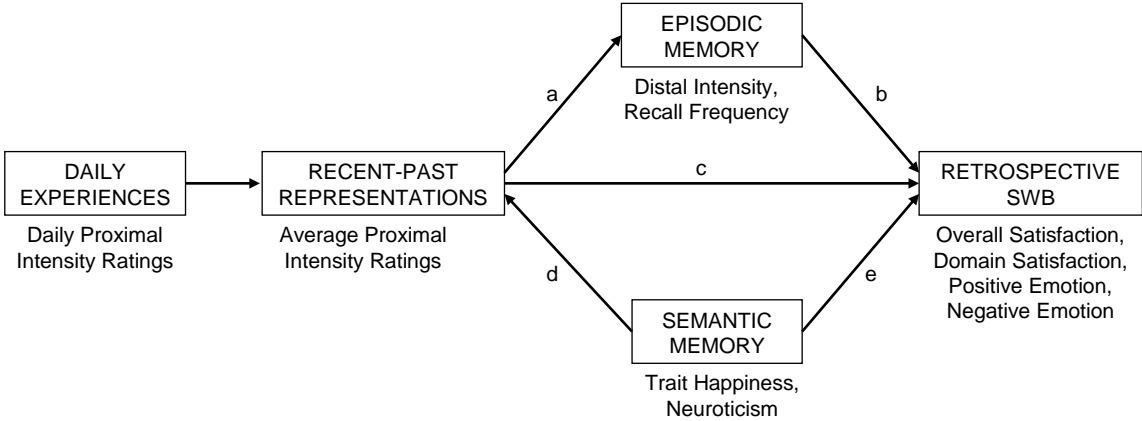 EPISODIC
MEMORY
Distal Intensity,
Recall Frequency
a
b
DAILY
EXPERIENCES
Daily Proximal
Intensity Ratings
RECENT-PAST
REPRESENTATIONS
Average Proximal
Intensity Ratings
c
RETROSPECTIVE
SWB
Overall Satisfaction,
Domain Satisfaction,
Positive Emotion,
Negative Emotion
d
e
SEMANTIC
MEMORY
Trait Happiness,
Neuroticism